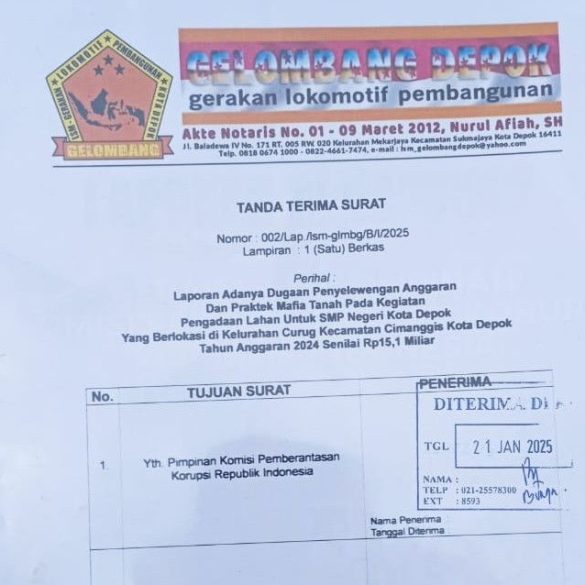 LSM - GERAKAN LOKOMOTIF PEMBANGUNAN KOTA DEPOK
GELOMBANG
GELOMBANG DEPOK
gerakan lokomotif pembangunan
Akte Notaris No. 01 - 09 Maret 2012, Nurul Afiah, SH
Jl. Baladewa IV No. 171 RT. 005 RW. 020 Kelurahan Mekarjaya Kecamatan Sukmajaya Kota Depok 16411
Telp. 0818 0674 1000 - 0822-4661-7474, e-mail : lsm_gelombangdepok@yahoo.com
TANDA TERIMA SURAT
Nomor : 002/Lap./lsm-glmbg/B/I/2025
Lampiran : 1 (Satu) Berkas
Perihal :
Laporan Adanya Dugaan Penyelewengan Anggaran
Dan Praktek Mafia Tanah Pada Kegiatan
Pengadaan Lahan Untuk SMP Negeri Kota Depok
Yang Berlokasi di Kelurahan Curug Kecamatan Cimanggis Kota Depok
Tahun Anggaran 2024 Senilai Rp15,1 Miliar
No. TUJUAN SURAT PENERIMA
DITERIMA DI
TGL 21 JAN 2025
1. Yth. Pimpinan Komisi Pemberantasan
Korupsi Republik Indonesia
NAMA :
TELP : 021-25578300
EXT : 8593
Nama Penerima :
Tanggal Diterima :